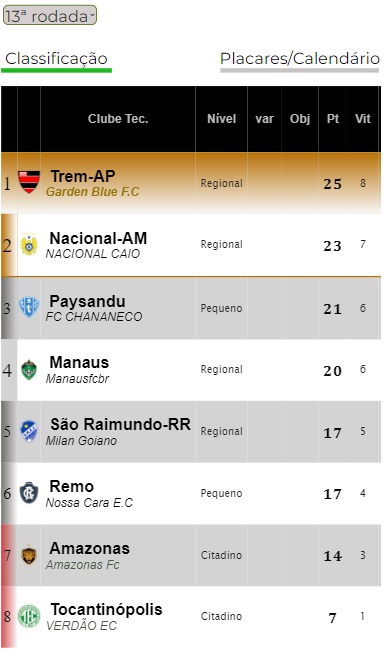 13ª rodada
Classificação Placares/Calendário
Clube Tec. Nível var Obj Pt Vit
1 Trem-AP Regional 25 8
Garden Blue F.C
2 Nacional-AM Regional 23 7
NACIONAL CAIO
3 Paysandu Pequeno 21 6
FC CHANANECO
4 Manaus Regional 20 6
Manausfcbr
5 São Raimundo-RR Regional 17 5
Milan Goiano
6 Remo Pequeno 17 4
Nossa Cara E.C
7 Amazonas Citadino 14 3
Amazonas Fc
8 Tocantinópolis Citadino 7 1
VERDÃO EC